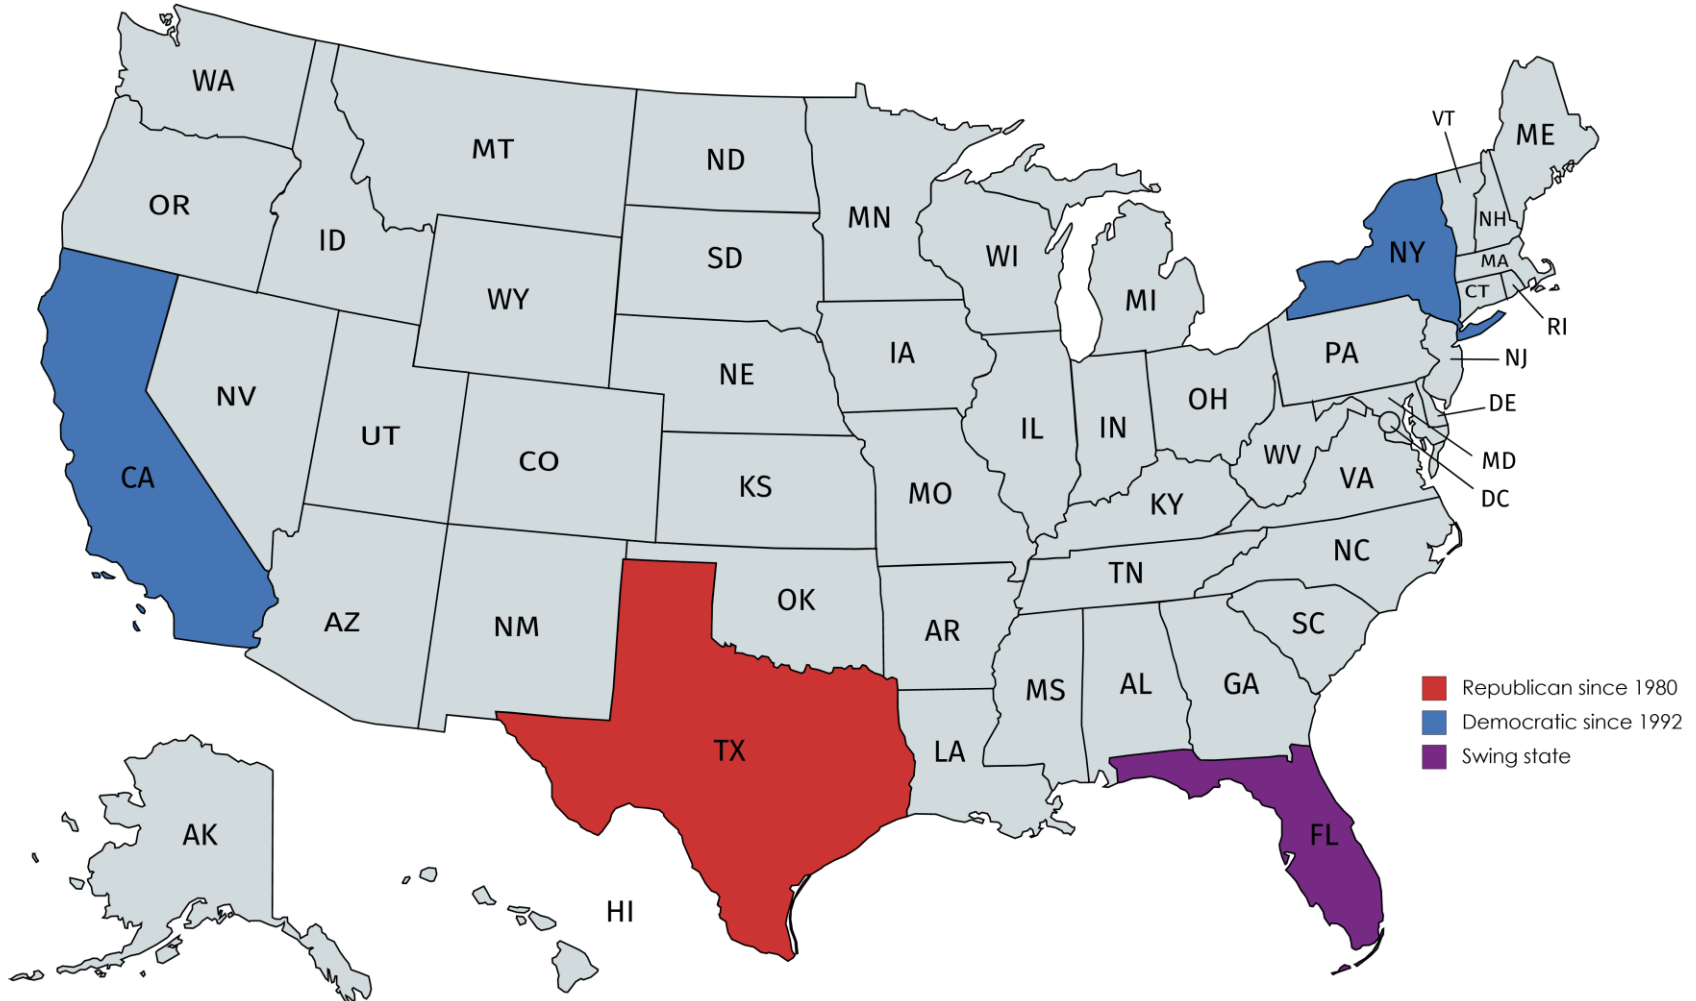 WA
MT
ND
MN
VT
ME
OR
ID
SD
WI
MI
NY
NH
MA
CT
RI
WY
IA
NE
PA
NJ
NV
UT
CO
IL
IN
OH
DE
WV
MD
DC
CA
KS
MO
KY
VA
AZ
NM
OK
AR
TN
NC
SC
TX
LA
MS
AL
GA
FL
AK
HI
Republican since 1980
Democratic since 1992
Swing state